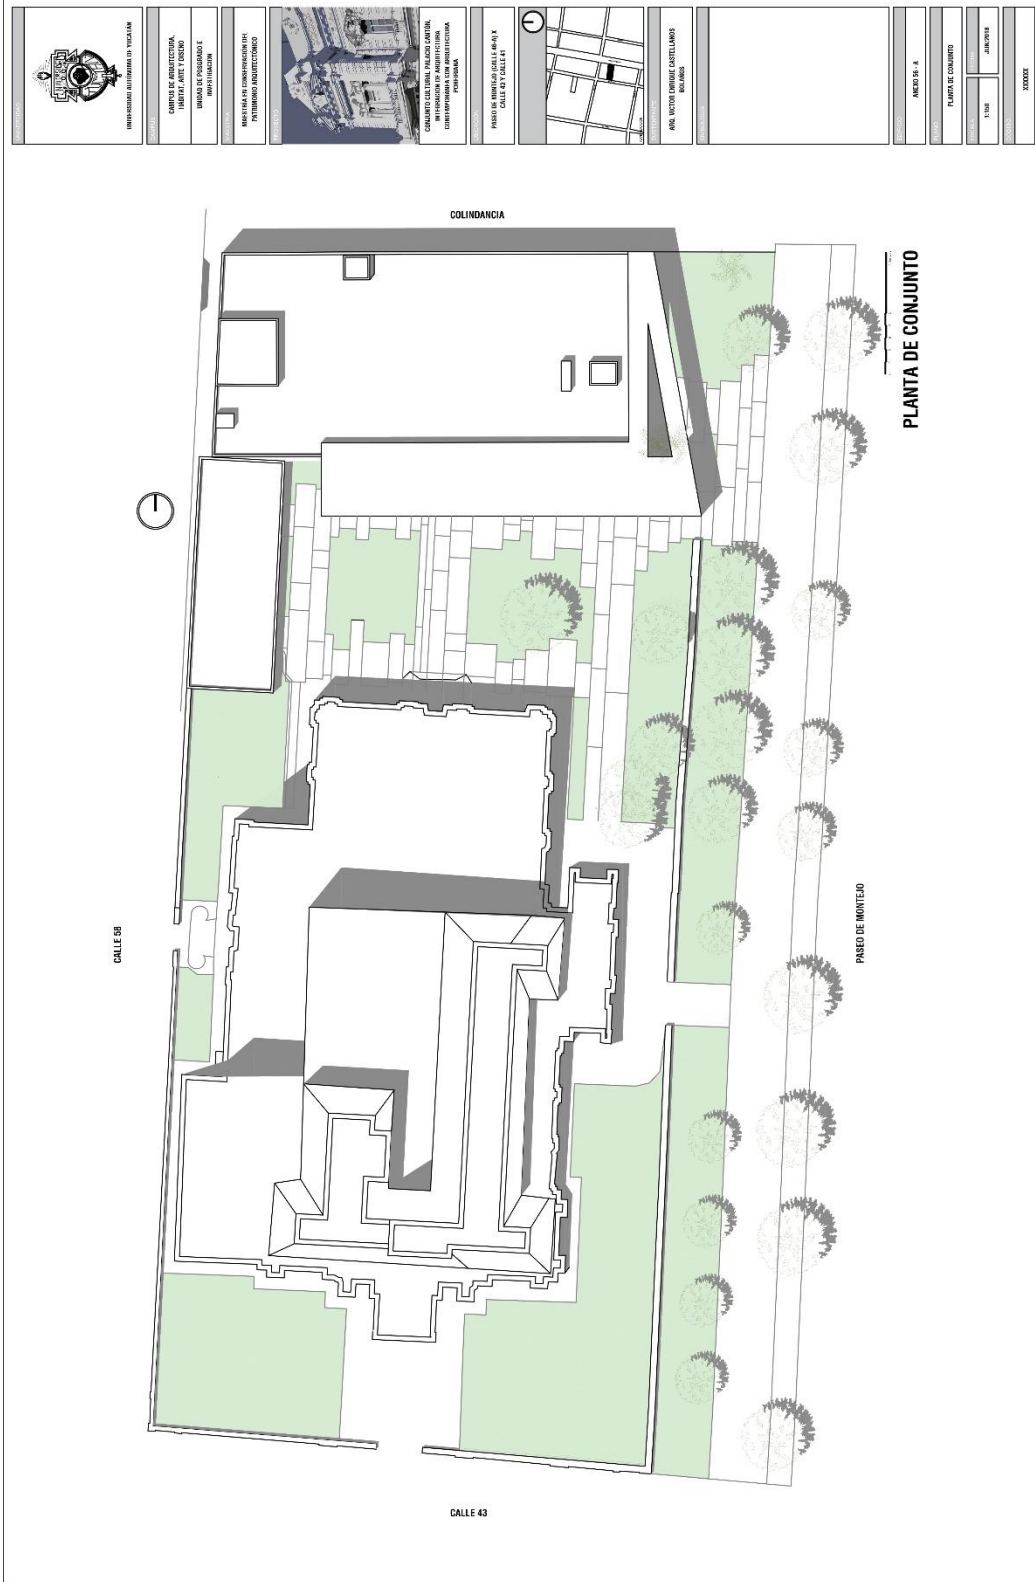 UNIVERSIDAD AUTÓNOMA DE YUCATÁN
CAMPUS DE ARQUITECTURA,
HÁBITAT, ARTE Y DISEÑO
UNIDAD DE POSGRADO E
INVESTIGACIÓN
MAESTRÍA EN CONSERVACIÓN DEL
PATRIMONIO ARQUITECTÓNICO
PROYECTO
CONJUNTO CULTURAL PALACIO CANTÓN.
INTEGRACIÓN DE ARQUITECTURA
CONTEMPORÁNEA CON ARQUITECTURA
PORFIRIANA
PASEO DE MONTEJO (CALLE 56-A) X
CALLE 43 Y CALLE 41
ARQ. VICTOR ENRIQUE CASTELLANOS
BOLAÑOS
ANEXO 56 - A
PLANTA DE CONJUNTO
1:150
JUN/2018
XXXXX
COLINDANCIA
PLANTA DE CONJUNTO
CALLE 58
PASEO DE MONTEJO
CALLE 43